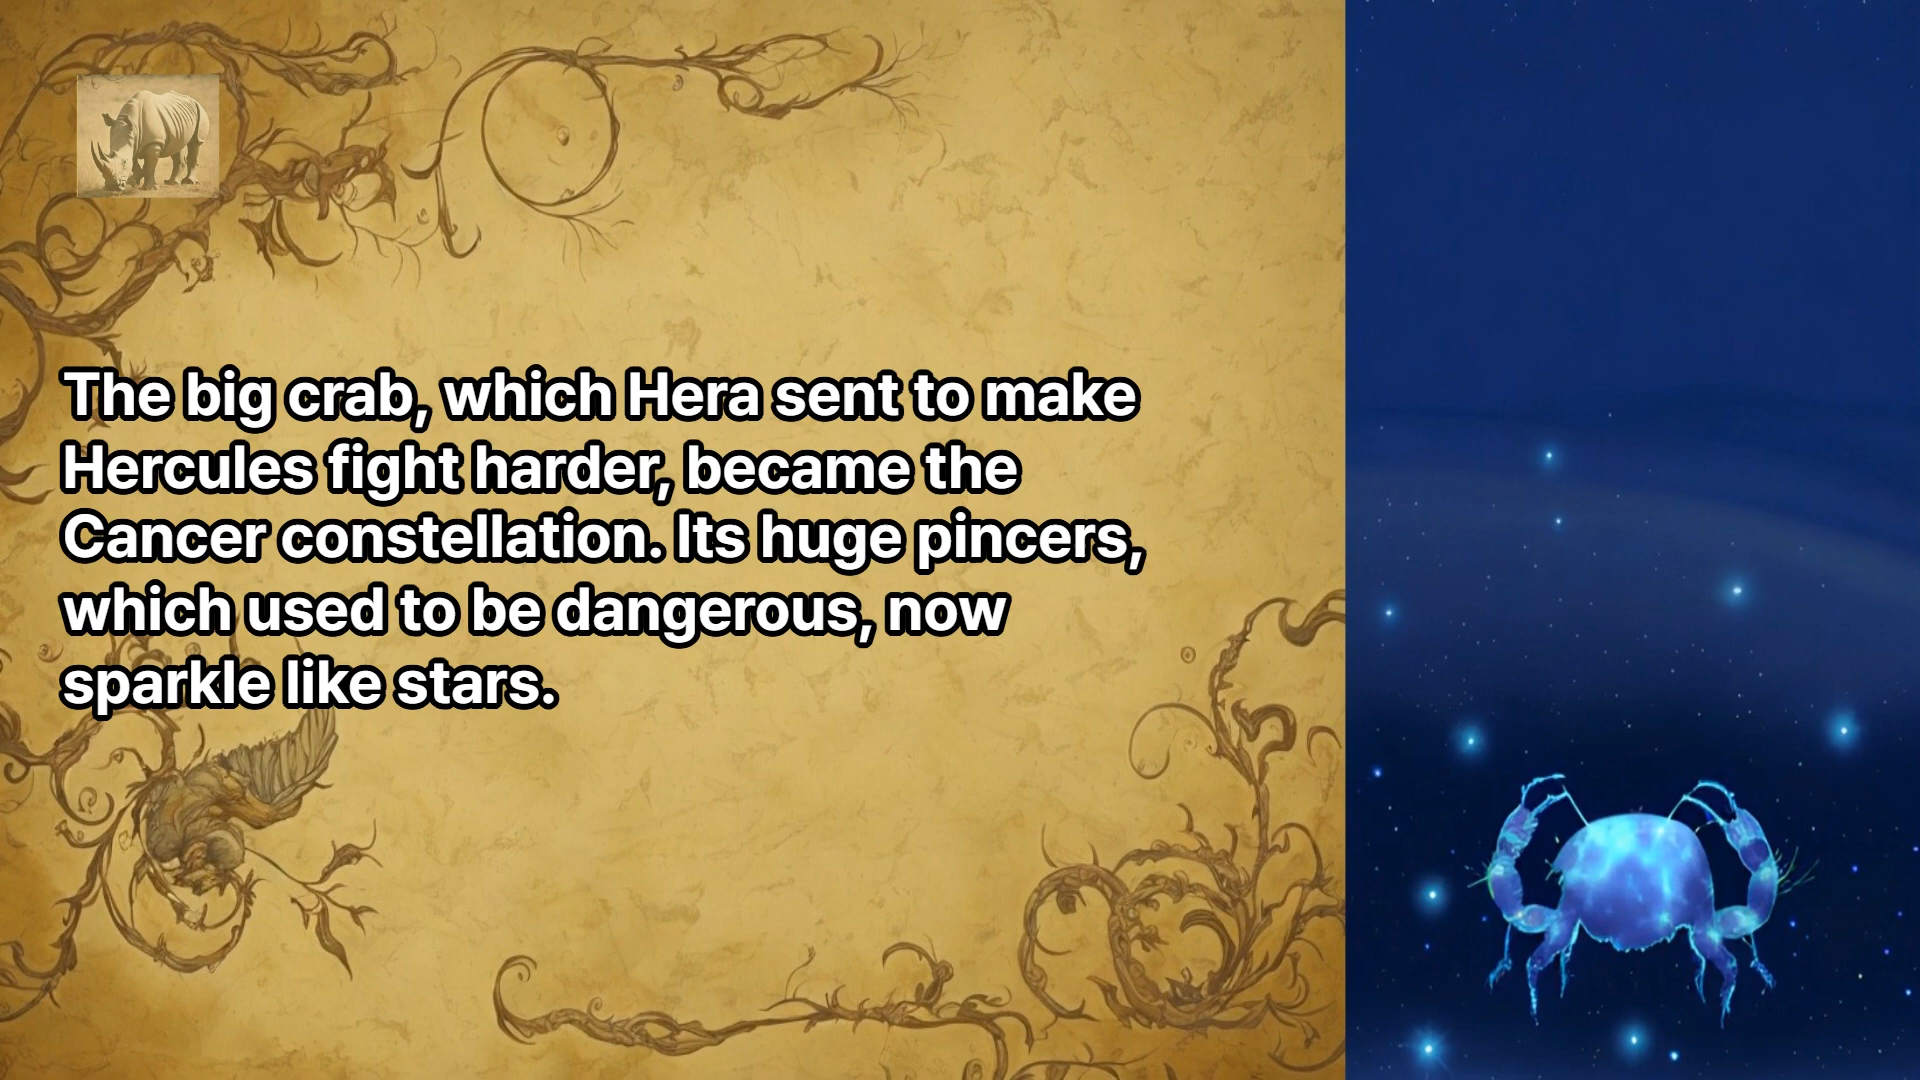 The big crab, which Hera sent to make
Hercules fight harder, became the
Cancer constellation. Its huge pincers,
which used to be dangerous, now
sparkle like stars.